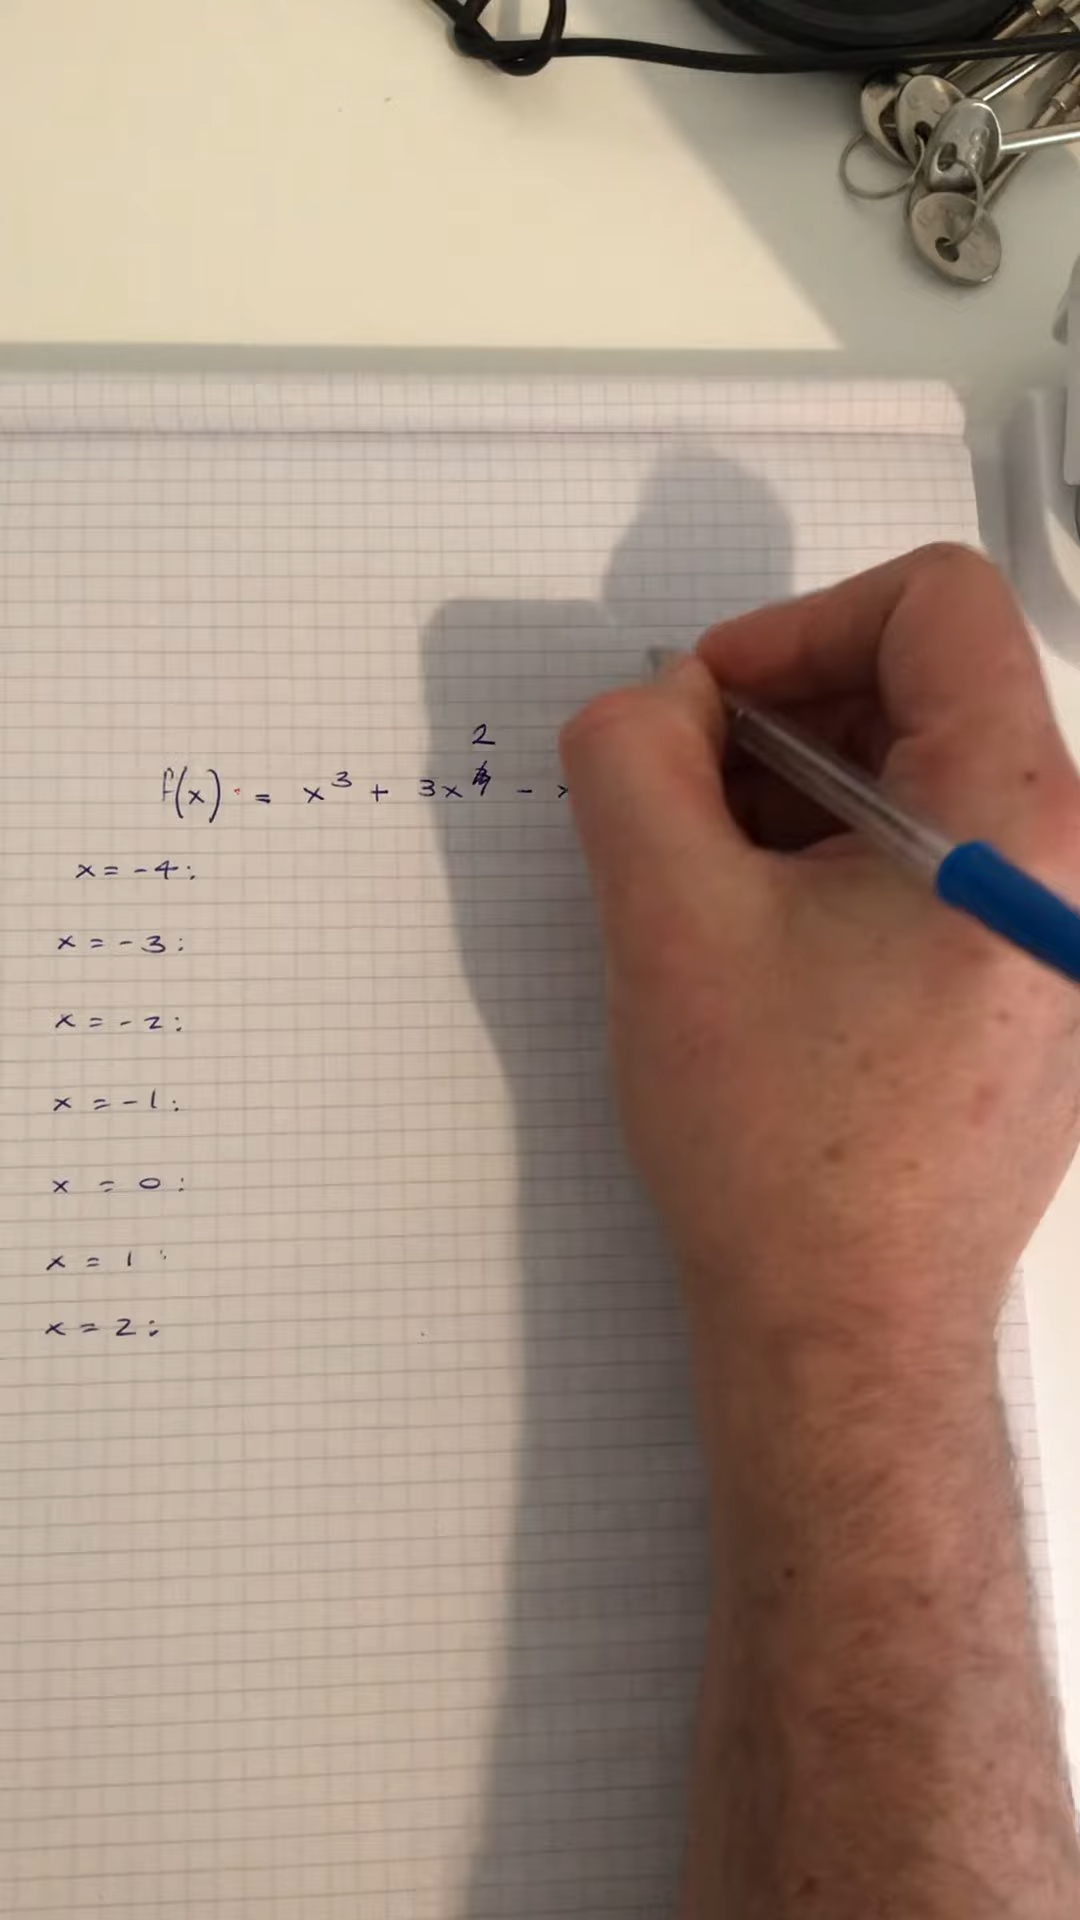 f(x) = x³ + 3x² - x
x = -4:
x = -3:
x = -2:
x = -1:
x = 0:
x = 1:
x = 2: